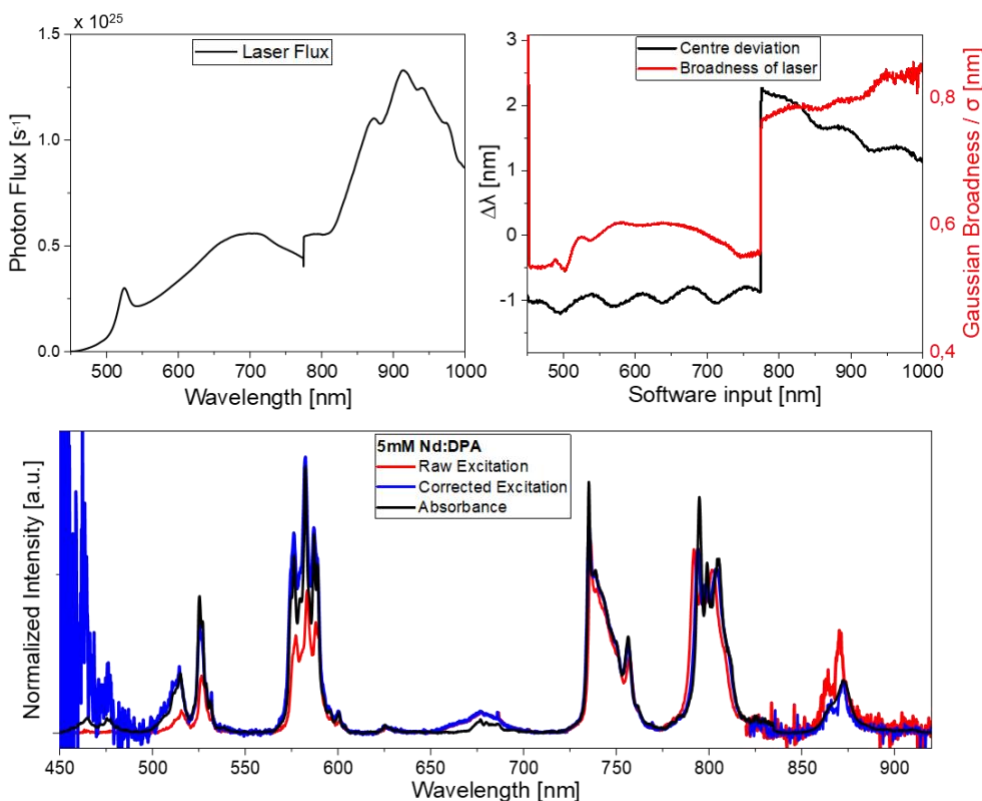 x 10²⁵
1.5
1.0
0.5
0.0
Photon Flux [s⁻¹]
Laser Flux
500 600 700 800 900 1000
Wavelength [nm]
3
2
1
0
-1
Δλ [nm]
Centre deviation
Broadness of laser
0,8
0,6
0,4
Gaussian Broadness / σ [nm]
500 600 700 800 900 1000
Software input [nm]
Normalized Intensity [a.u.]
5mM Nd:DPA
Raw Excitation
Corrected Excitation
Absorbance
450 500 550 600 650 700 750 800 850 900
Wavelength [nm]